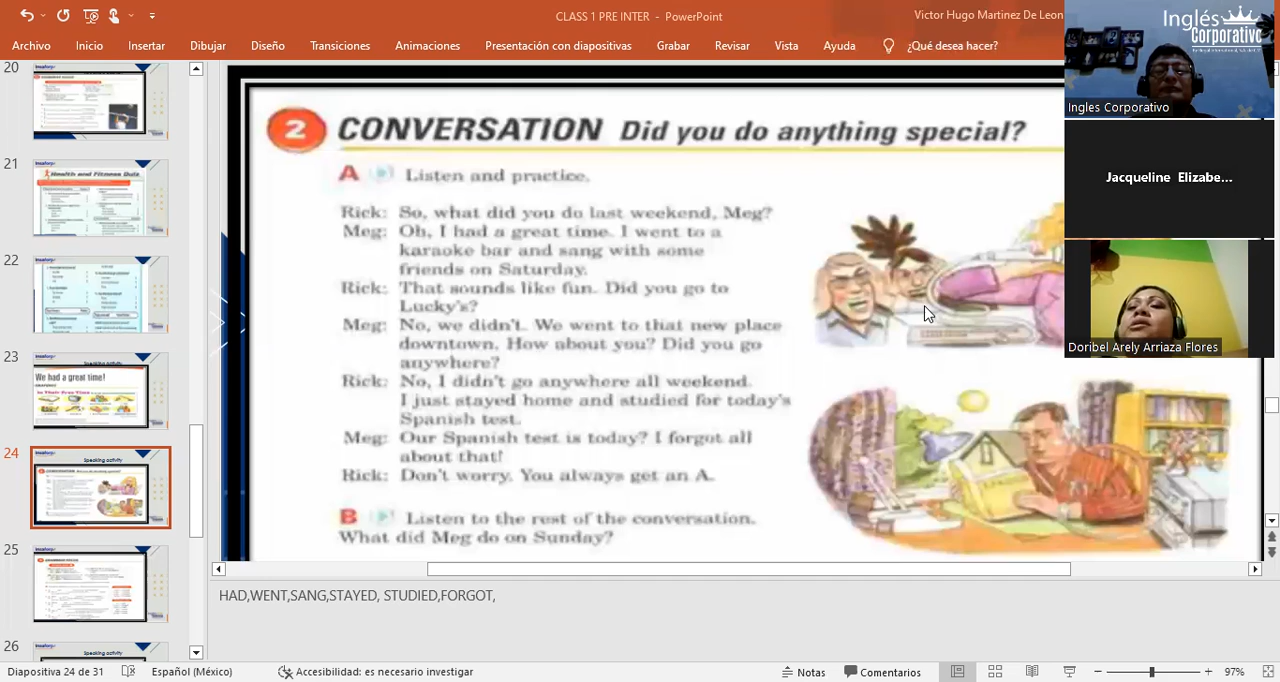 CLASS 1 PRE INTER - PowerPoint
Victor Hugo Martinez De Leon
Archivo Inicio Insertar Dibujar Diseño Transiciones Animaciones Presentación con diapositivas Grabar Revisar Vista Ayuda ¿Qué desea hacer?
Inglés
Corporativo
Ingles Corporativo
Jacqueline Elizabe...
Doribel Arely Arriaza Flores
20
21
Health and Fitness Quiz
22
23
Speaking activity
We had a great time!
24
Speaking activity
25
26
2 CONVERSATION Did you do anything special?
A Listen and practice.
Rick: So, what did you do last weekend, Meg?
Meg: Oh, I had a great time. I went to a
karaoke bar and sang with some
friends on Saturday.
Rick: That sounds like fun. Did you go to
Lucky's?
Meg: No, we didn't. We went to that new place
downtown. How about you? Did you go
anywhere?
Rick: No, I didn't go anywhere all weekend.
I just stayed home and studied for today's
Spanish test.
Meg: Our Spanish test is today? I forgot all
about that!
Rick: Don't worry. You always get an A.
B Listen to the rest of the conversation.
What did Meg do on Sunday?
HAD,WENT,SANG,STAYED, STUDIED,FORGOT,
Diapositiva 24 de 31 Español (México) Accesibilidad: es necesario investigar Notas Comentarios 97%